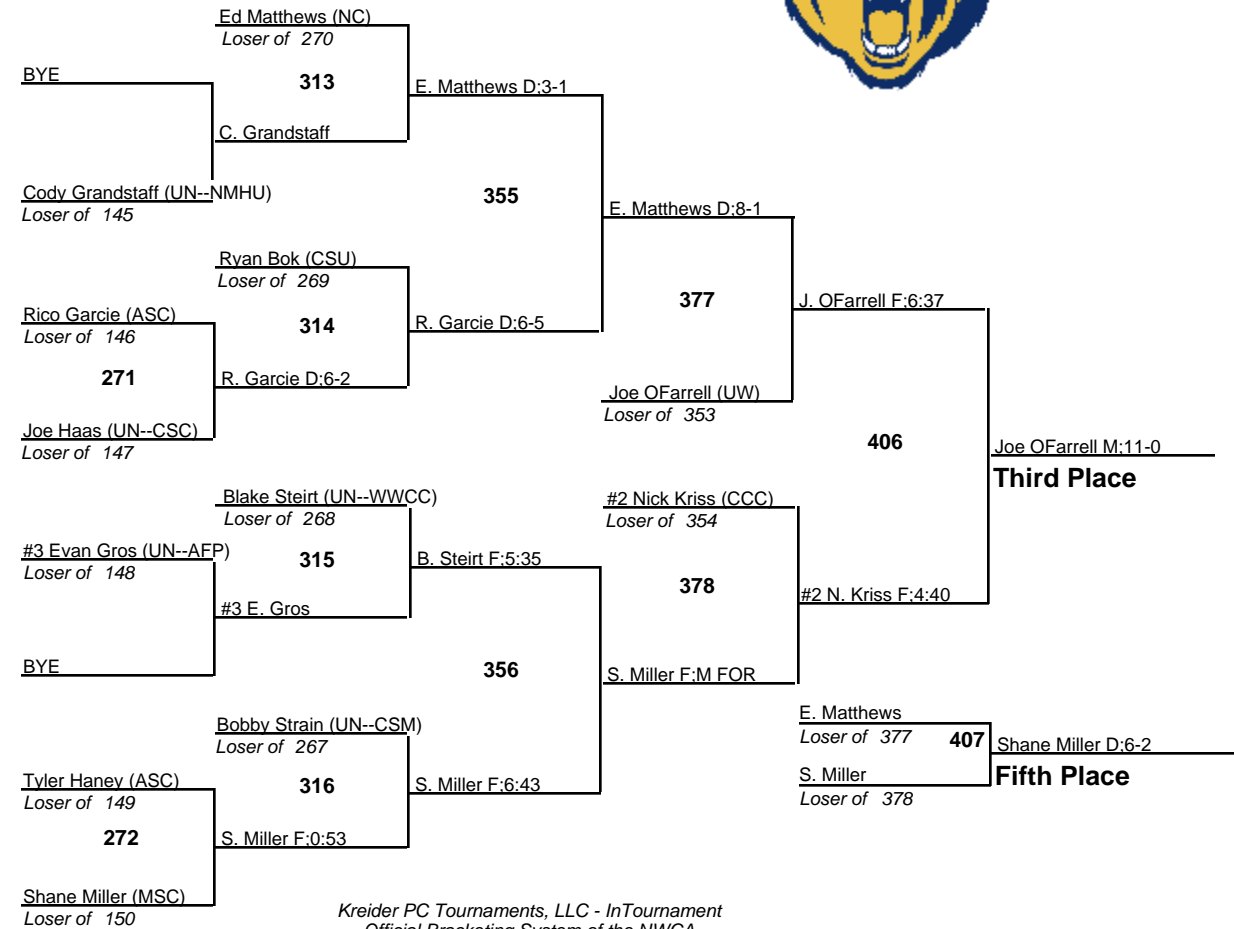 Ed Matthews (NC)
Loser of 270
BYE
313
E. Matthews D;3-1
C. Grandstaff
Cody Grandstaff (UN--NMHU)
Loser of 145
355
E. Matthews D;8-1
Ryan Bok (CSU)
Loser of 269
Rico Garcie (ASC)
Loser of 146
314
R. Garcie D;6-5
377
J. OFarrell F;6:37
271
R. Garcie D;6-2
Joe OFarrell (UW)
Loser of 353
Joe Haas (UN--CSC)
Loser of 147
406
Joe OFarrell M;11-0
Third Place
Blake Steirt (UN--WWCC)
Loser of 268
#2 Nick Kriss (CCC)
Loser of 354
#3 Evan Gros (UN--AFP)
Loser of 148
315
B. Steirt F;5:35
378
#2 N. Kriss F;4:40
#3 E. Gros
BYE
356
S. Miller F;M FOR
Bobby Strain (UN--CSM)
Loser of 267
E. Matthews
Loser of 377
407
Shane Miller D;6-2
Fifth Place
S. Miller
Loser of 378
Tyler Haney (ASC)
Loser of 149
316
S. Miller F;6:43
272
S. Miller F;0:53
Shane Miller (MSC)
Loser of 150
Kreider PC Tournaments, LLC - InTournament
Official Bracketing System of the NWCA